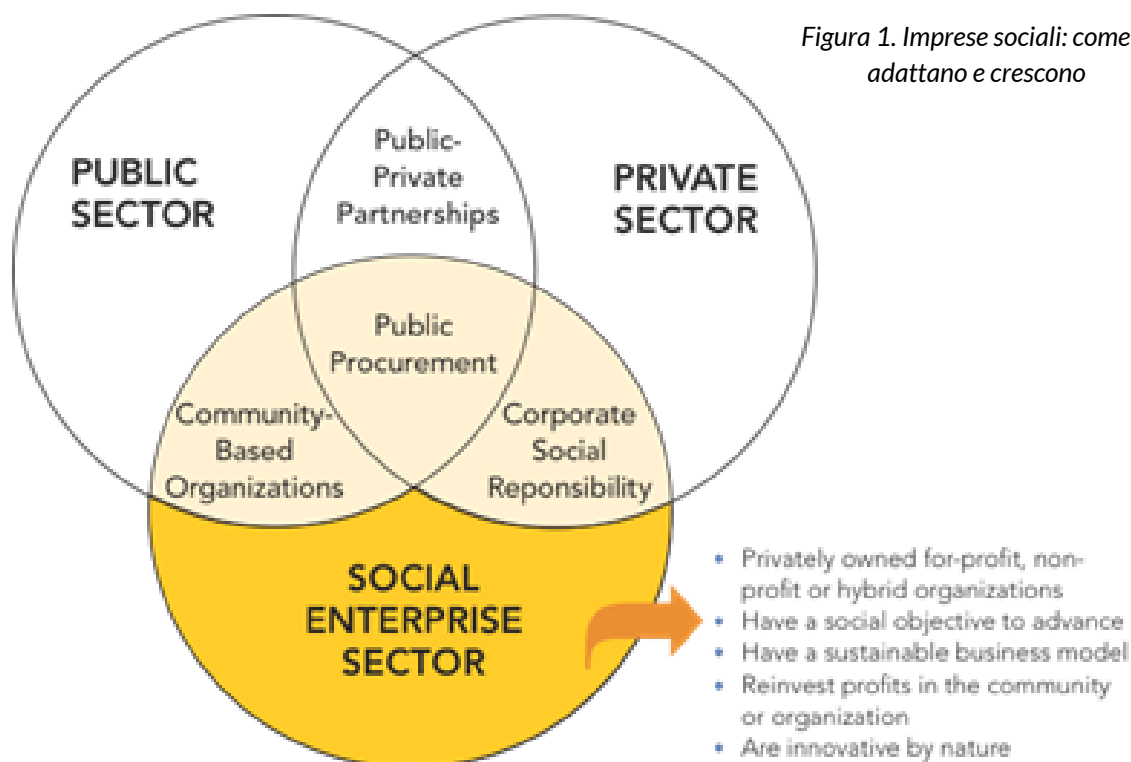 Figura 1. Imprese sociali: come
adattano e crescono
PUBLIC
SECTOR
Public-
Private
Partnerships
PRIVATE
SECTOR
Public
Procurement
Community-
Based
Organizations
Corporate
Social
Reponsibility
SOCIAL
ENTERPRISE
SECTOR
• Privately owned for-profit, non-
profit or hybrid organizations
• Have a social objective to advance
• Have a sustainable business model
• Reinvest profits in the community
or organization
• Are innovative by nature